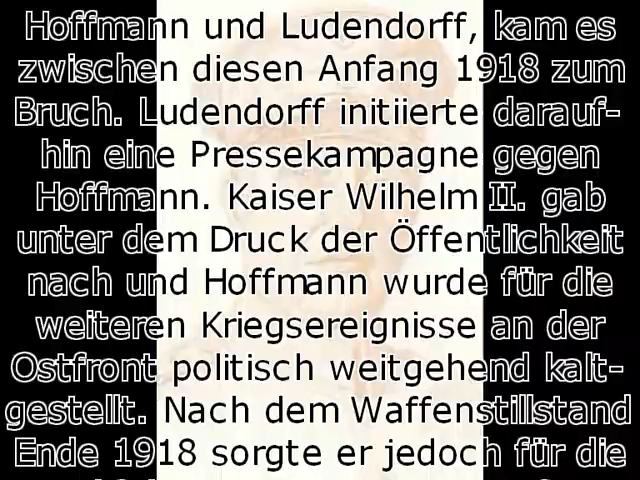 Hoffmann und Ludendorff, kam es
zwischen diesen Anfang 1918 zum
Bruch. Ludendorff initiierte darauf-
hin eine Pressekampagne gegen
Hoffmann. Kaiser Wilhelm II. gab
unter dem Druck der Öffentlichkeit
nach und Hoffmann wurde für die
weiteren Kriegsereignisse an der
Ostfront politisch weitgehend kalt-
gestellt. Nach dem Waffenstillstand
Ende 1918 sorgte er jedoch für die